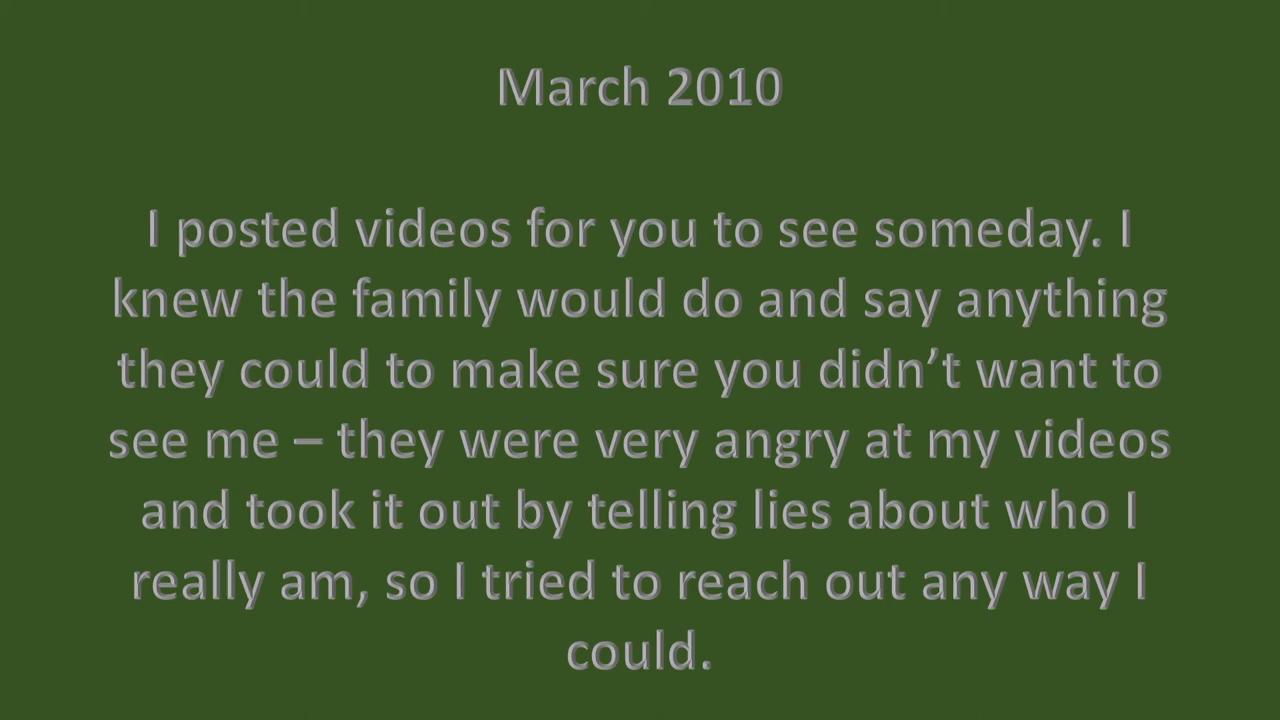 March 2010
I posted videos for you to see someday. I
knew the family would do and say anything
they could to make sure you didn’t want to
see me – they were very angry at my videos
and took it out by telling lies about who I
really am, so I tried to reach out any way I
could.